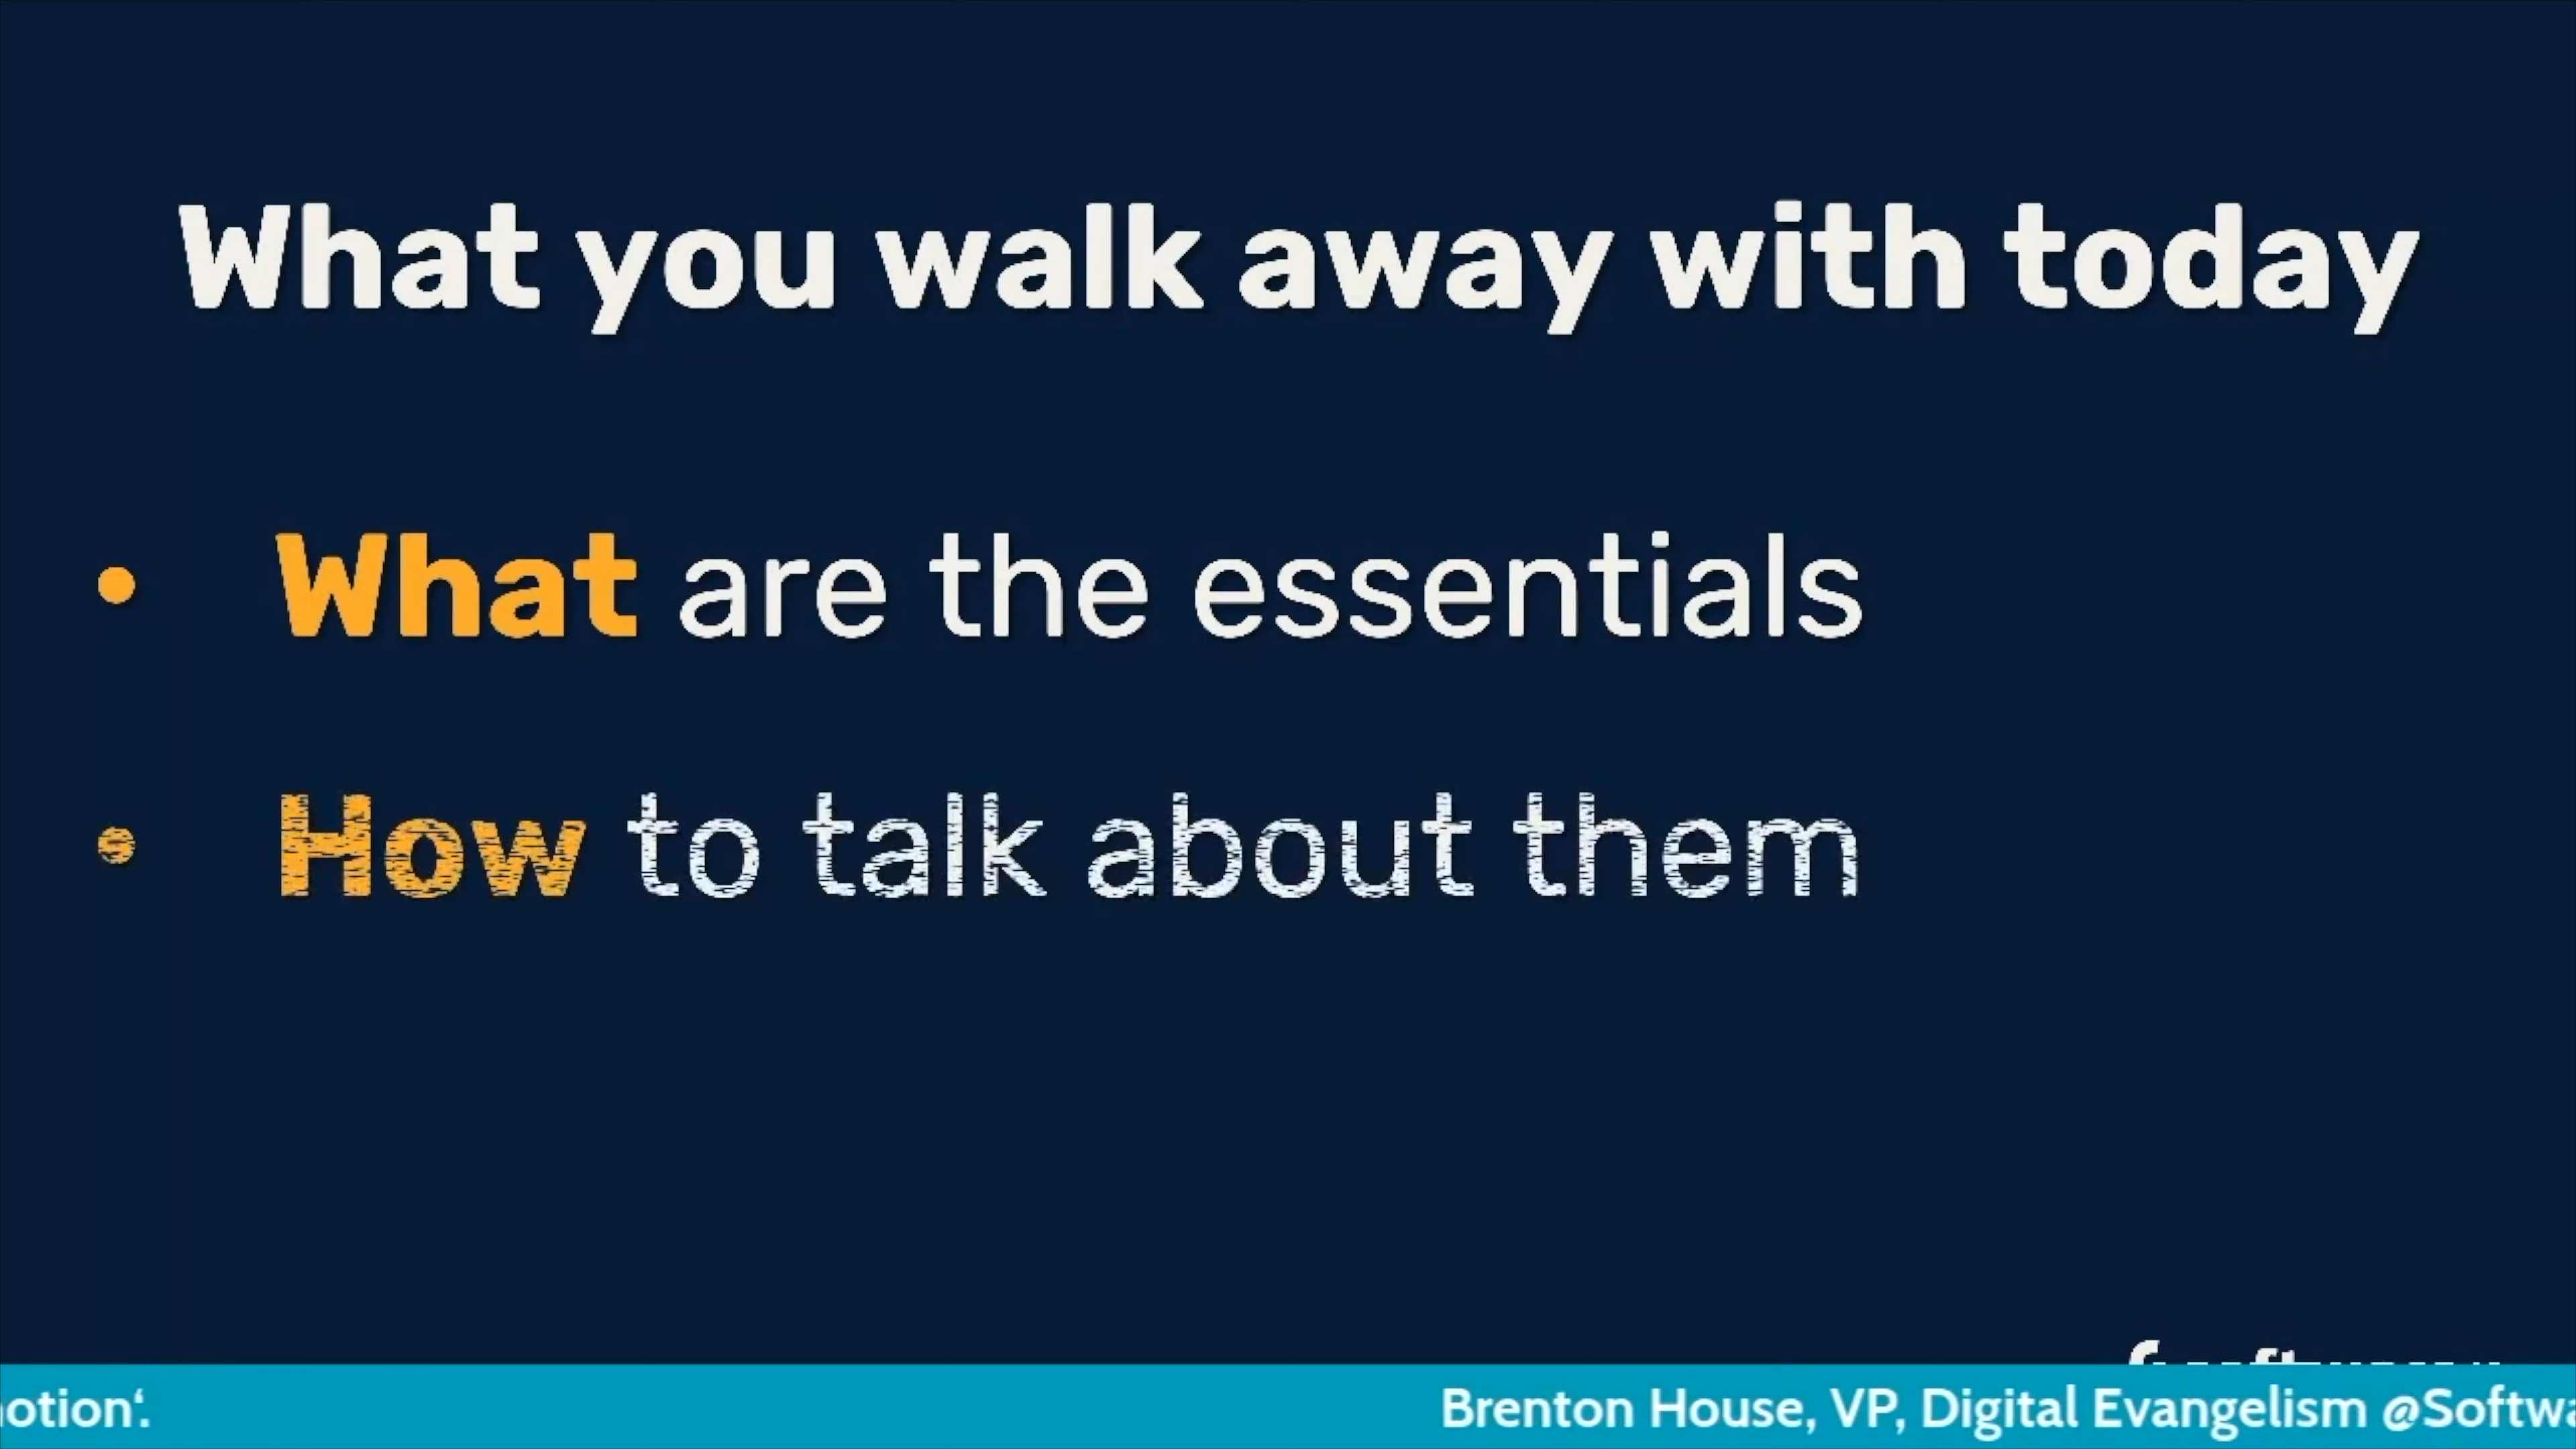 What you walk away with today
• What are the essentials
• How to talk about them
otion‘.
Brenton House, VP, Digital Evangelism @Softwa